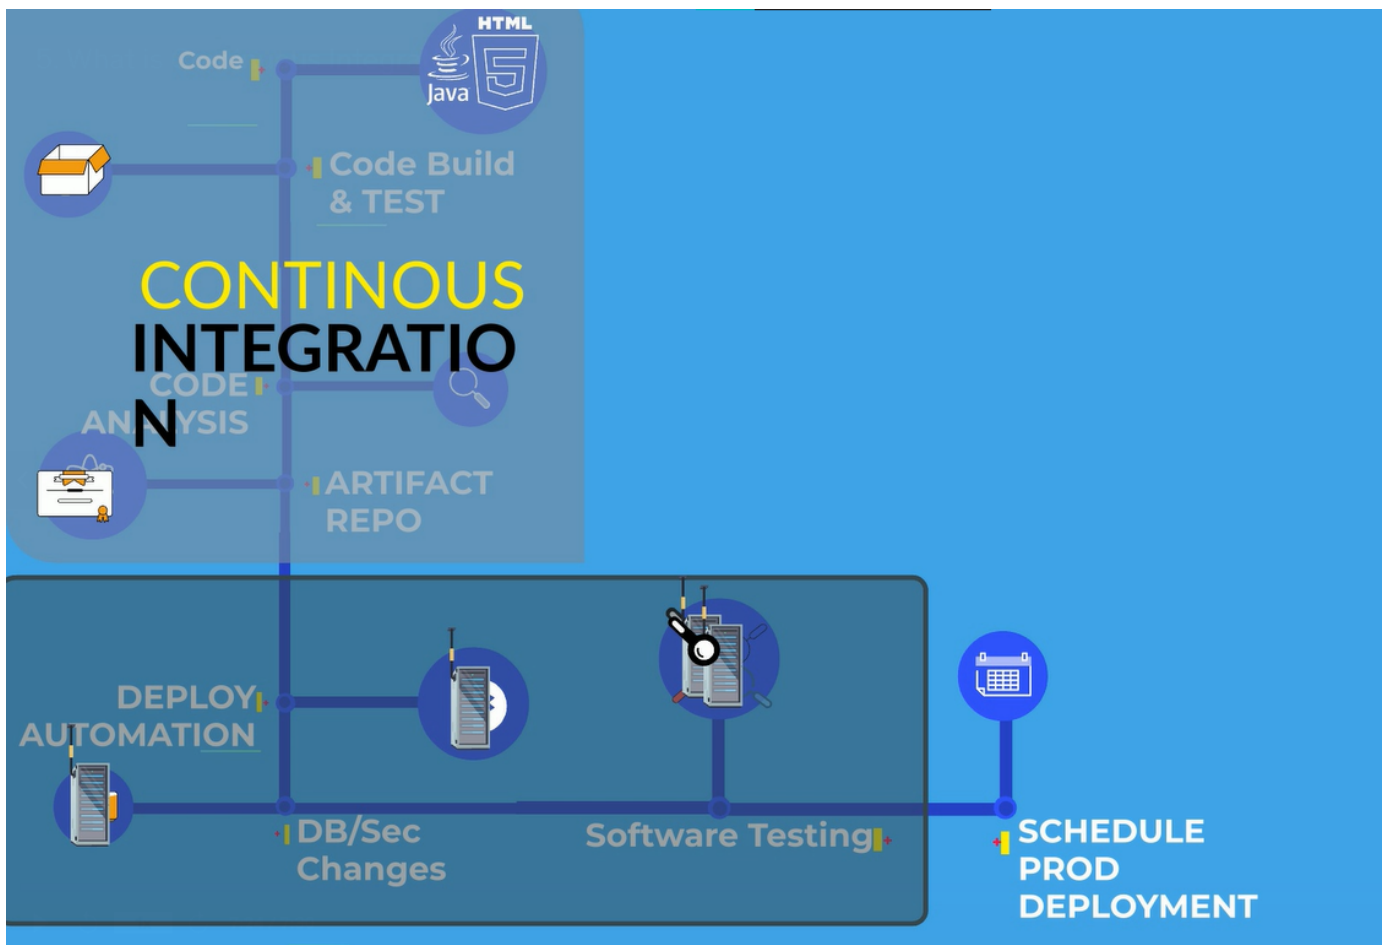 HTML
Java
Code
Code Build
& TEST
CONTINOUS
INTEGRATIO
N
CODE
ANALYSIS
ARTIFACT
REPO
DEPLOY
AUTOMATION
DB/Sec
Changes
Software Testing
SCHEDULE
PROD
DEPLOYMENT